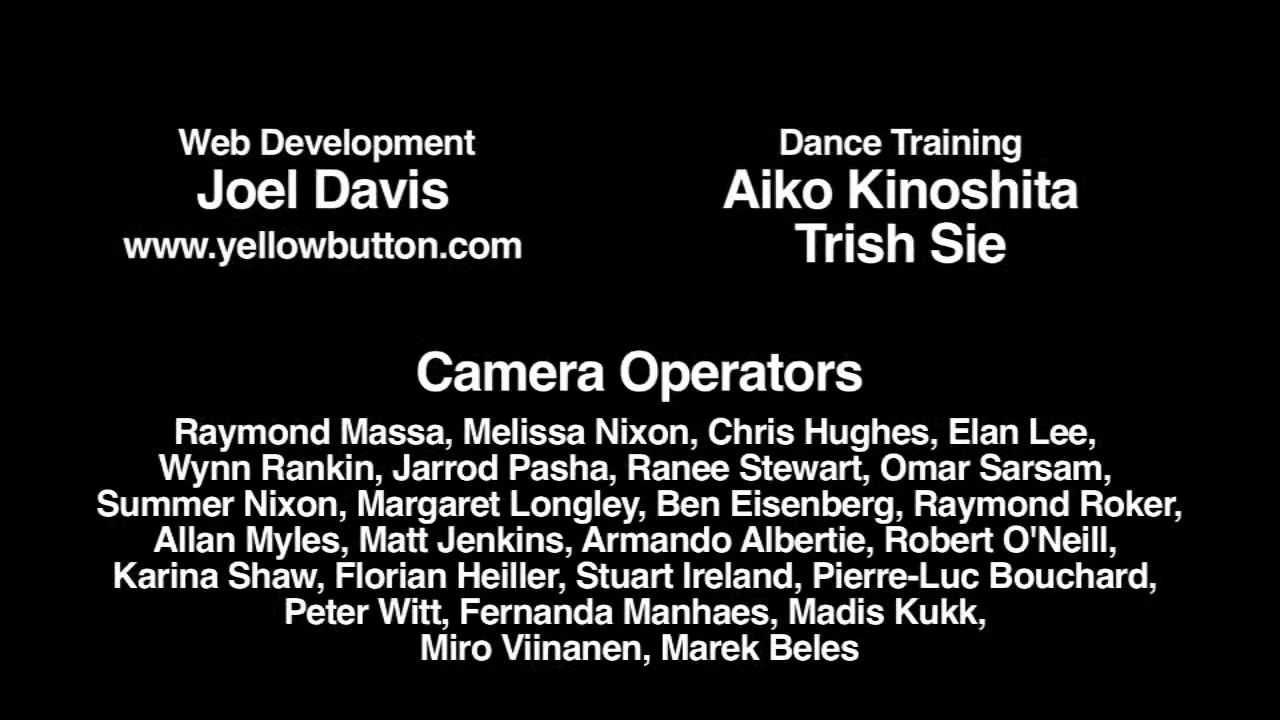 Web Development
Joel Davis
www.yellowbutton.com
Dance Training
Aiko Kinoshita
Trish Sie
Camera Operators
Raymond Massa, Melissa Nixon, Chris Hughes, Elan Lee,
Wynn Rankin, Jarrod Pasha, Ranee Stewart, Omar Sarsam,
Summer Nixon, Margaret Longley, Ben Eisenberg, Raymond Roker,
Allan Myles, Matt Jenkins, Armando Albertie, Robert O'Neill,
Karina Shaw, Florian Heiller, Stuart Ireland, Pierre-Luc Bouchard,
Peter Witt, Fernanda Manhaes, Madis Kukk,
Miro Viinanen, Marek Beles